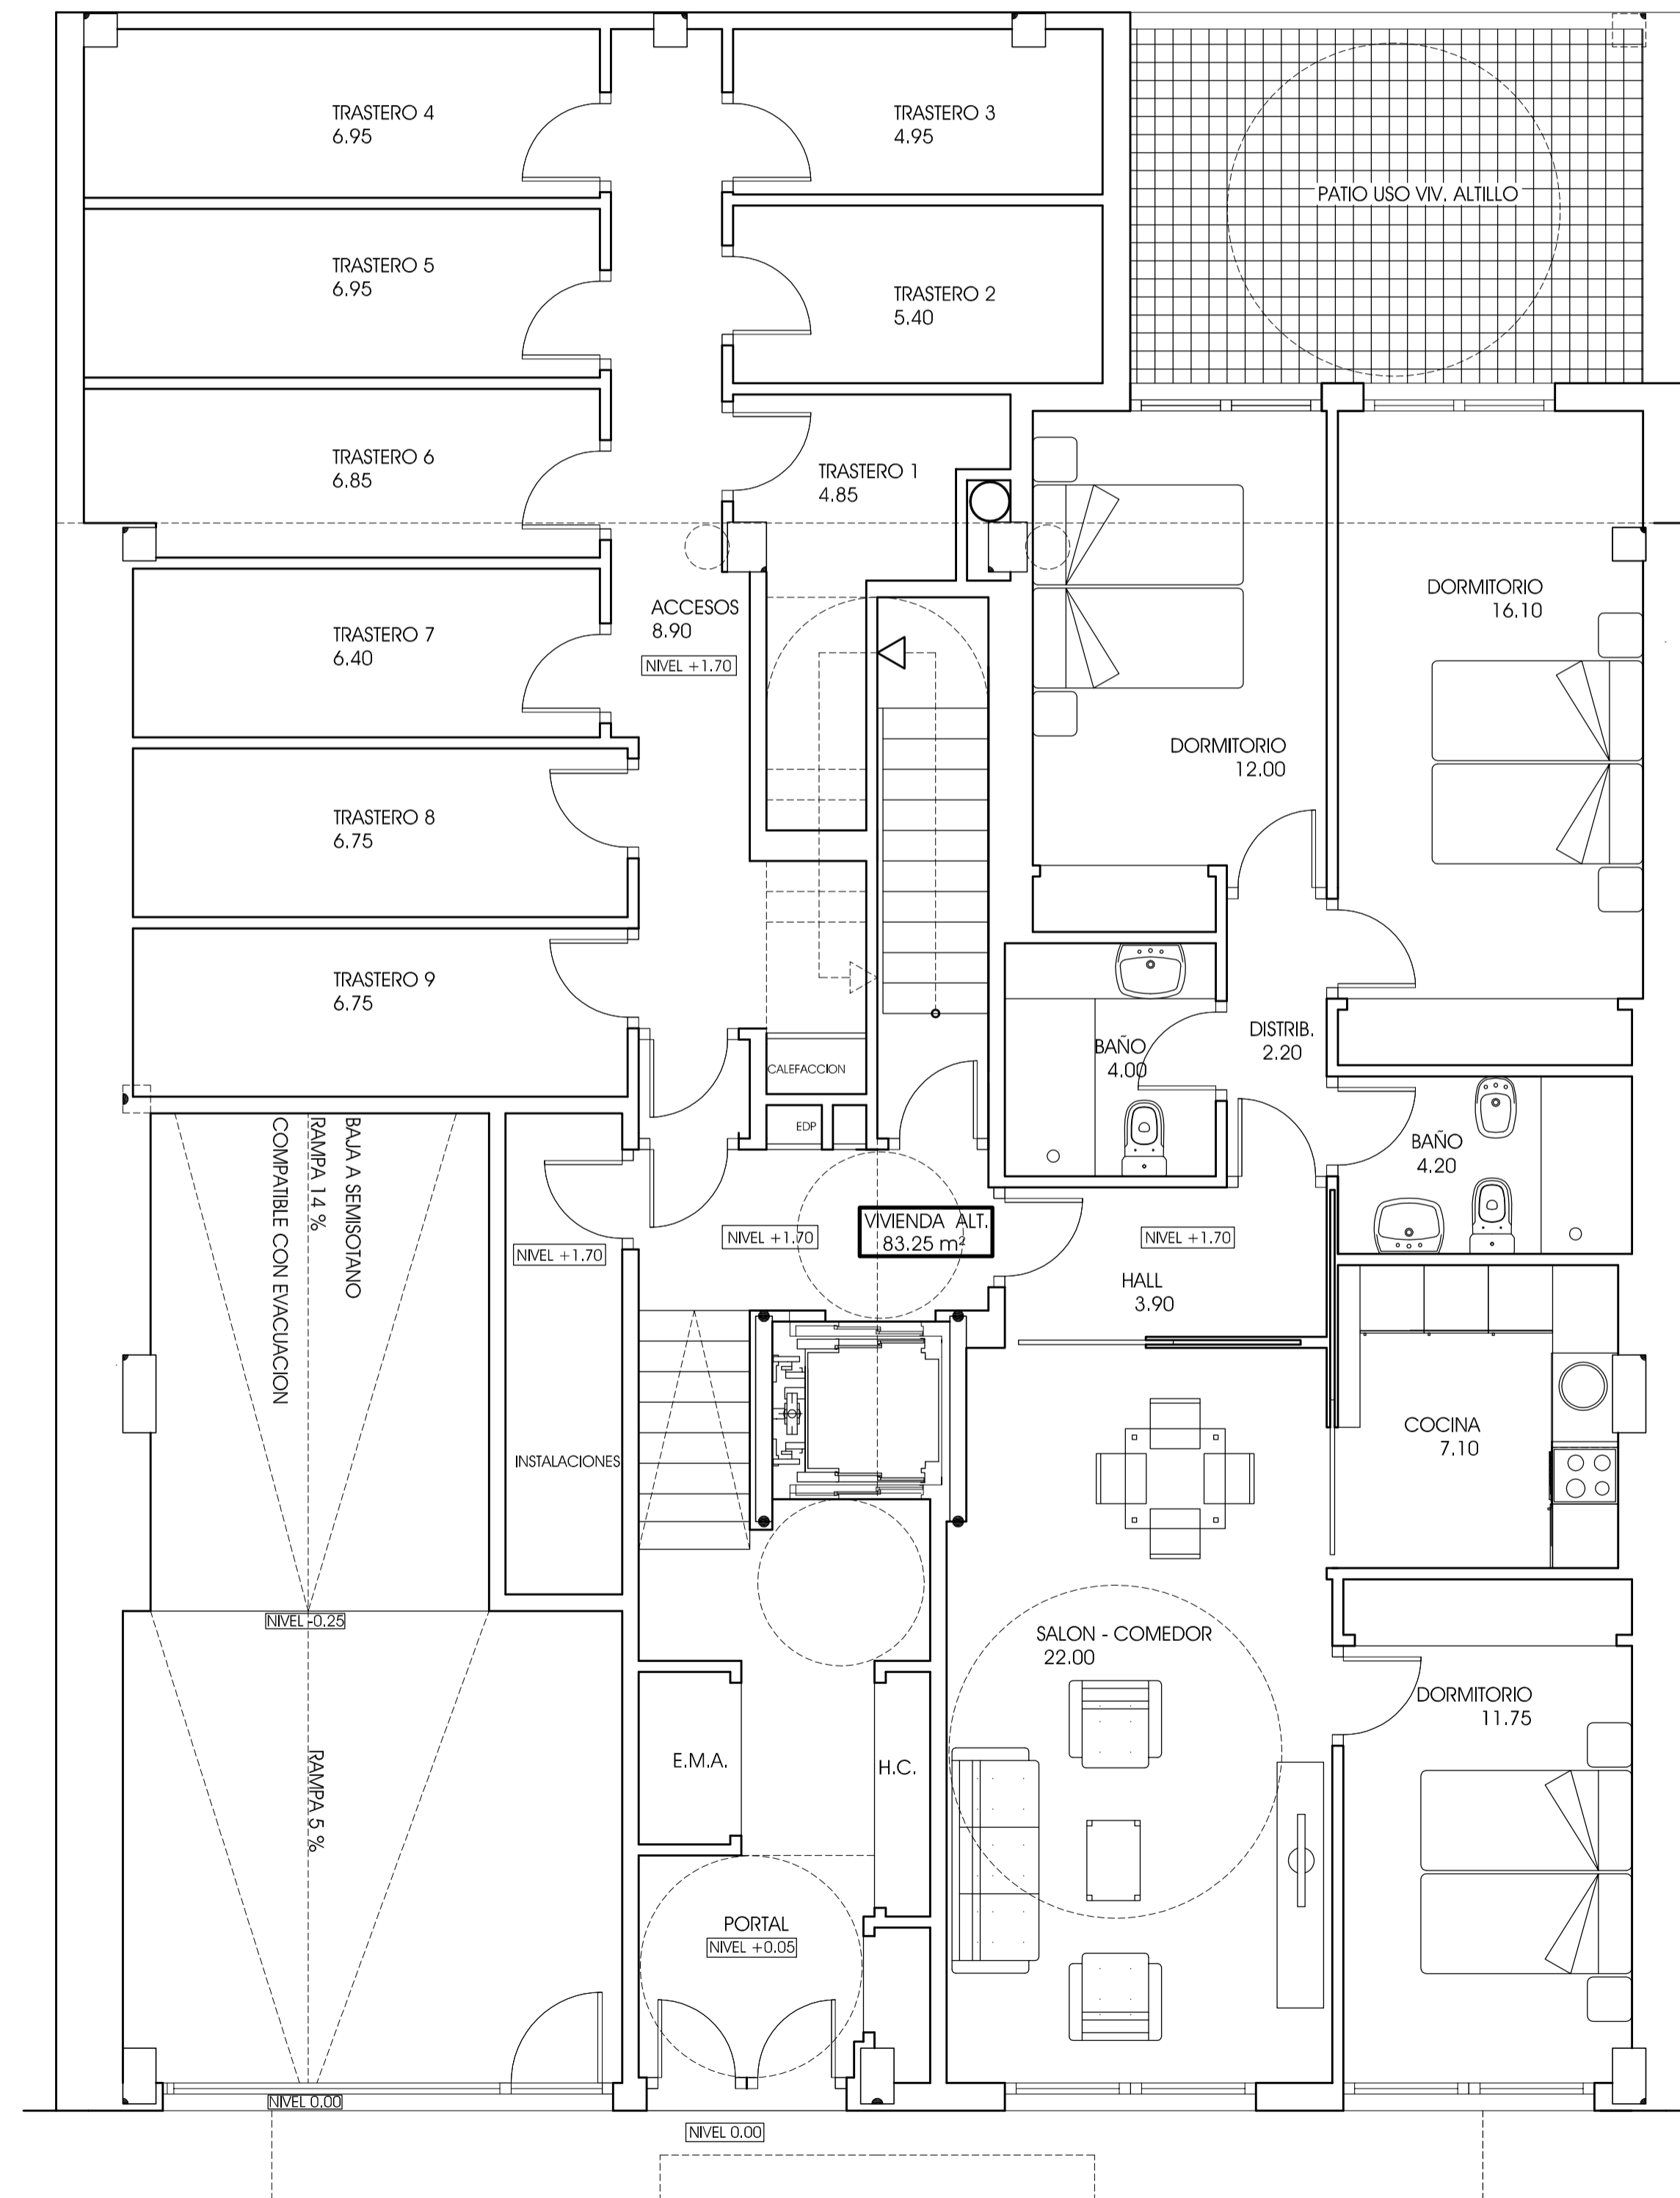 TRASTERO 4
6.95
TRASTERO 3
4.95
PATIO USO VIV. ALTILLO
TRASTERO 5
6.95
TRASTERO 2
5.40
TRASTERO 6
6.85
TRASTERO 1
4.85
DORMITORIO
16.10
ACCESOS
8.90
NIVEL +1.70
TRASTERO 7
6.40
DORMITORIO
12.00
TRASTERO 8
6.75
TRASTERO 9
6.75
CALEFACCION
EDP
BAÑO
4.00
DISTRIB.
2.20
BAÑO
4.20
BAJA A SEMISOTANO
RAMPA 14 %
COMPATIBLE CON EVACUACION
NIVEL +1.70
NIVEL +1.70
VIVIENDA ALT.
83.25 m²
NIVEL +1.70
HALL
3.90
INSTALACIONES
COCINA
7.10
NIVEL -0.25
SALON - COMEDOR
22.00
DORMITORIO
11.75
RAMPA 5 %
E.M.A.
H.C.
PORTAL
NIVEL +0.05
NIVEL 0.00
NIVEL 0.00